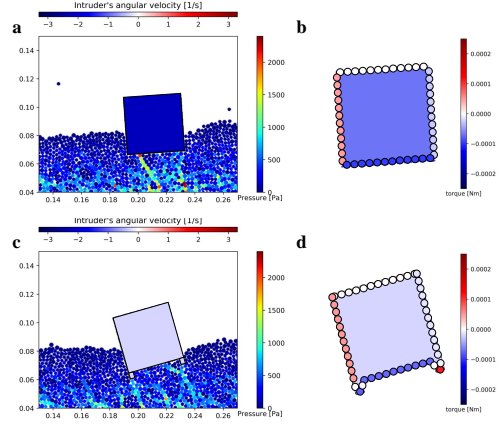 Intruder's angular velocity [1/s]
−3 −2 −1 0 1 2 3
a
b
0.14
0.12
0.10
0.08
0.06
0.04
0.14 0.16 0.18 0.20 0.22 0.24 0.26
2000
1500
1000
500
0
Pressure [Pa]
0.0002
0.0001
0.0000
−0.0001
−0.0002
torque [Nm]
Intruder's angular velocity [1/s]
−3 −2 −1 0 1 2 3
c
d
0.14
0.12
0.10
0.08
0.06
0.04
0.14 0.16 0.18 0.20 0.22 0.24 0.26
2000
1500
1000
500
0
Pressure [Pa]
0.0002
0.0001
0.0000
−0.0001
−0.0002
torque [Nm]